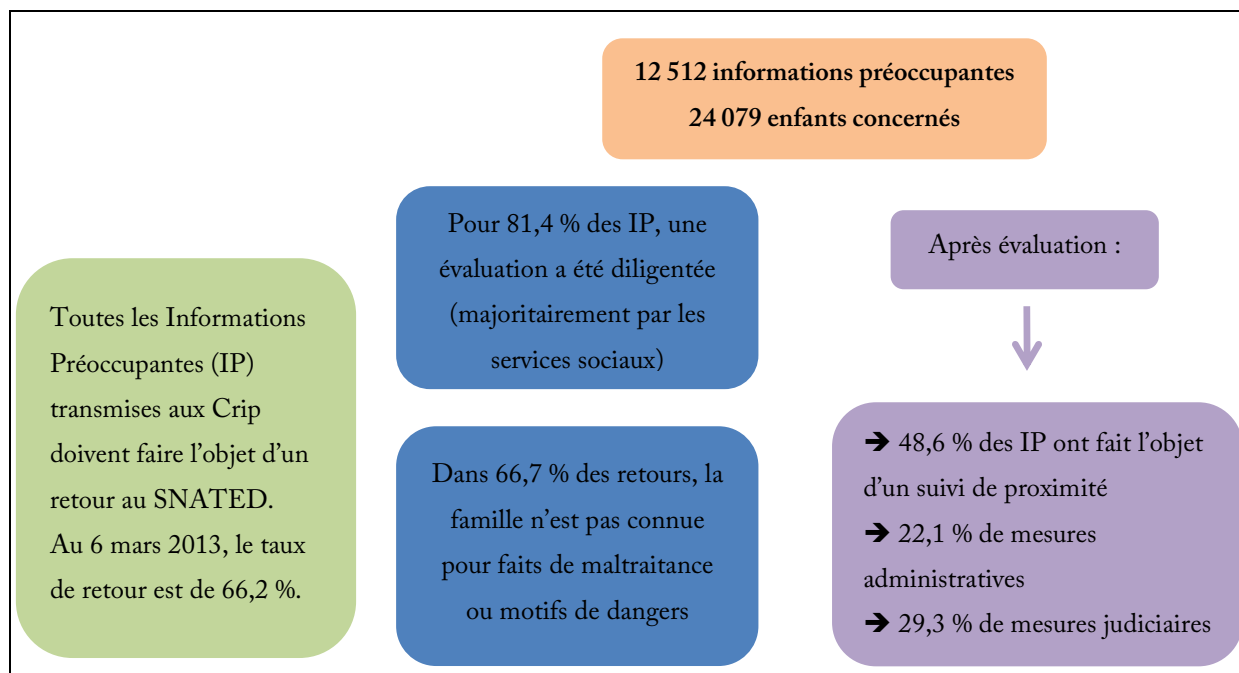 12 512 informations préoccupantes
24 079 enfants concernés
Toutes les Informations
Préoccupantes (IP)
transmises aux Crip
doivent faire l’objet d’un
retour au SNATED.
Au 6 mars 2013, le taux
de retour est de 66,2 %.
Pour 81,4 % des IP, une
évaluation a été diligentée
(majoritairement par les
services sociaux)
Dans 66,7 % des retours, la
famille n’est pas connue
pour faits de maltraitance
ou motifs de dangers
Après évaluation :
➔ 48,6 % des IP ont fait l’objet
d’un suivi de proximité
➔ 22,1 % de mesures
administratives
➔ 29,3 % de mesures judiciaires